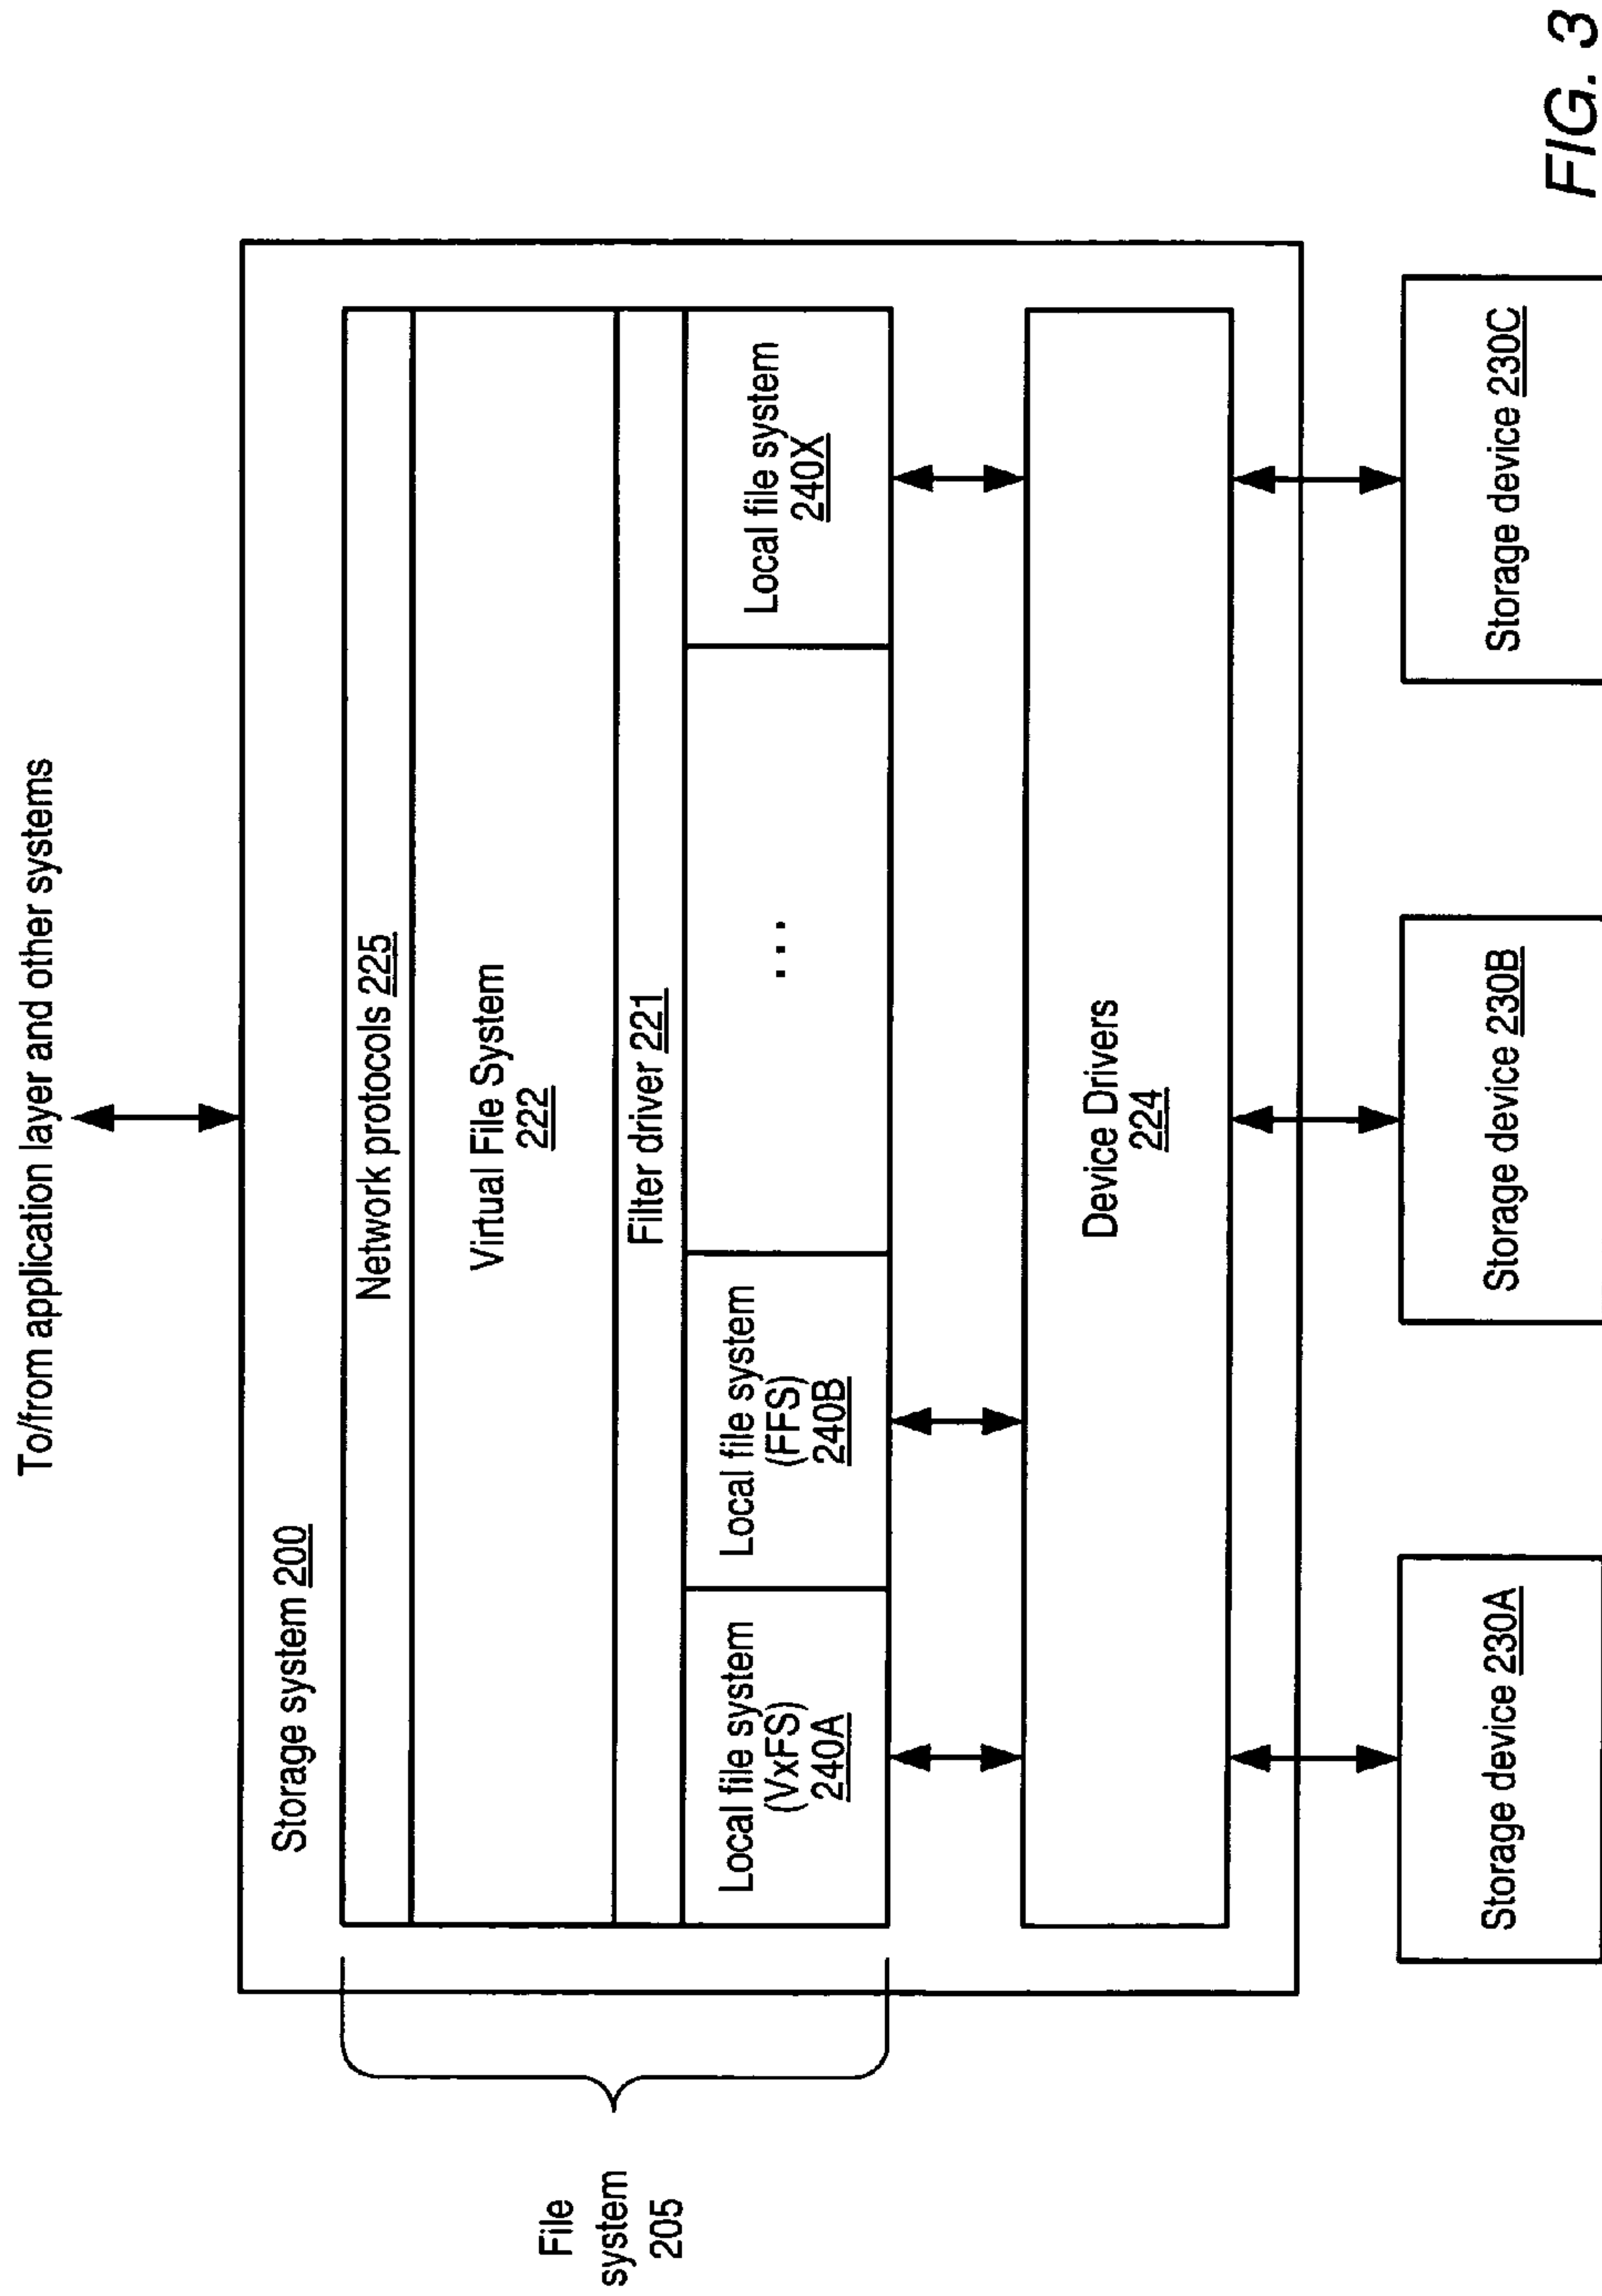 To/from application layer and other systems
Storage system 200
Network protocols 225
Virtual File System
222
Filter driver 221
Local file system
(VxFS)
240A
Local file system
(FFS)
240B
...
Local file system
240X
File
system
205
Device Drivers
224
Storage device 230A
Storage device 230B
Storage device 230C
FIG. 3